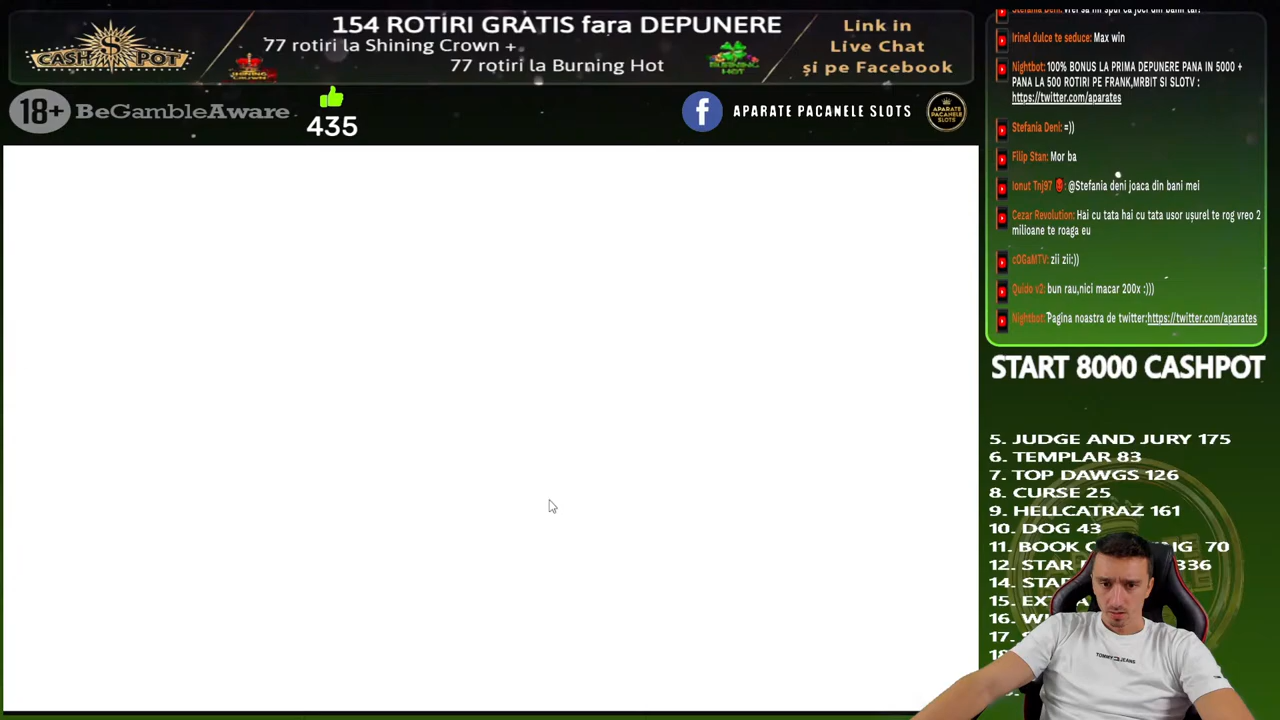 CASH POT
154 ROTIRI GRATIS fara DEPUNERE
77 rotiri la Shining Crown +
77 rotiri la Burning Hot
Link in
Live Chat
și pe Facebook
18+ BeGambleAware
435
APARATE PACANELE SLOTS
APARATE PACANELE SLOTS
Irinel dulce te seduce: Max win
Nightbot: 100% BONUS LA PRIMA DEPUNERE PANA IN 5000 +
PANA LA 500 ROTIRI PE FRANK,MRBIT SI SLOTV :
https://twitter.com/aparates
Stefania Deni: =))
Filip Stan: Mor ba
Ionut Tnj97 : @Stefania deni joaca din bani mei
Cezar Revolution: Hai cu tata hai cu tata usor ușurel te rog vreo 2
milioane te roaga eu
cOGaMTV: zii zii:))
Quido v2: bun rau,nici macar 200x :)))
Nightbot: Pagina noastra de twitter:https://twitter.com/aparates
START 8000 CASHPOT
5. JUDGE AND JURY 175
6. TEMPLAR 83
7. TOP DAWGS 126
8. CURSE 25
9. HELLCATRAZ 161
10. DOG 43
11. BOOK 70
12. STAR 336
14.
15.
16.
17.
TOMMY JEANS